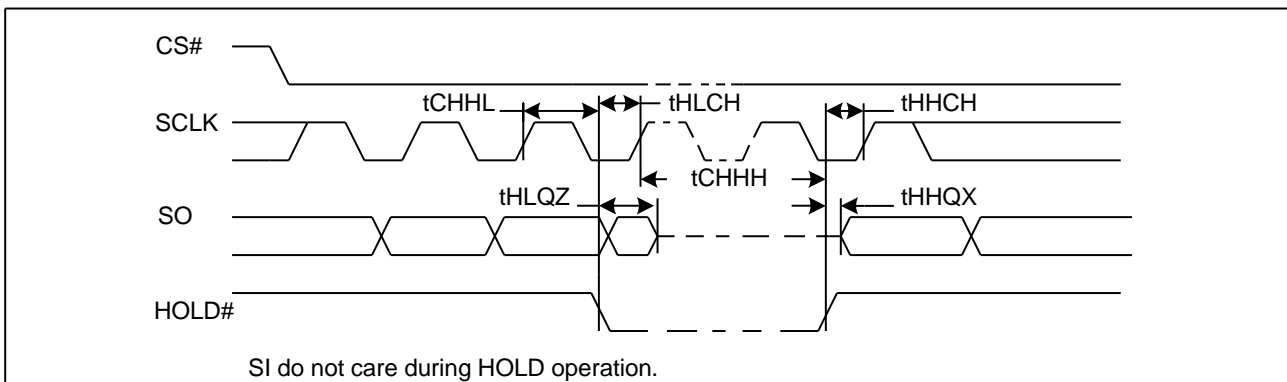 CS#
tCHHL
tHLCH
tHHCH
SCLK
tCHHH
tHLQZ
tHHQX
SO
HOLD#
SI do not care during HOLD operation.